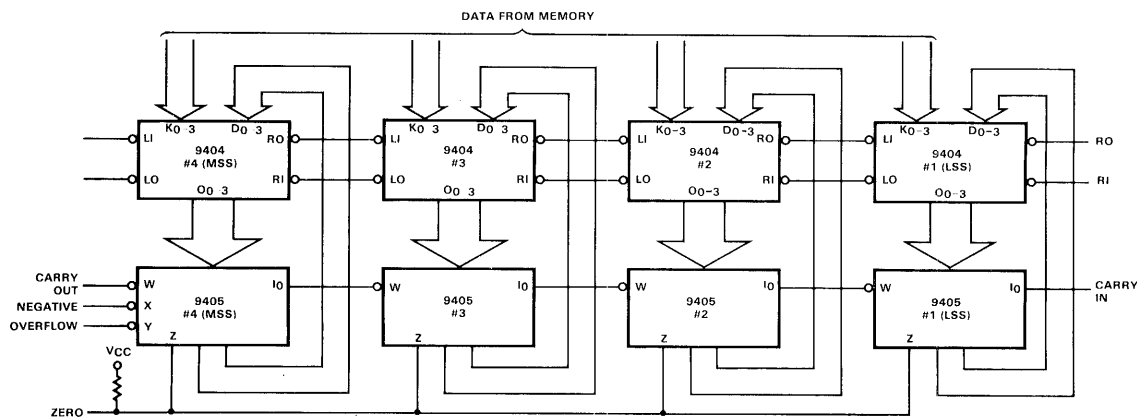 DATA FROM MEMORY
K0-3 D0 3 K0 3 D0 3 K0-3 D0-3 K0-3 D0-3
LI RO LI RO LI RO LI RO
9404 9404 9404 9404
#4 (MSS) #3 #2 #1 (LSS)
LO RI LO RI LO RI LO RI
O0 3 O0 3 O0-3 O0-3
CARRY OUT W I0 W I0 W I0 W I0 CARRY IN
9405 9405 9405 9405
NEGATIVE X #4 (MSS) #3 #2 #1 (LSS)
OVERFLOW Y
Z Z Z Z
VCC
ZERO